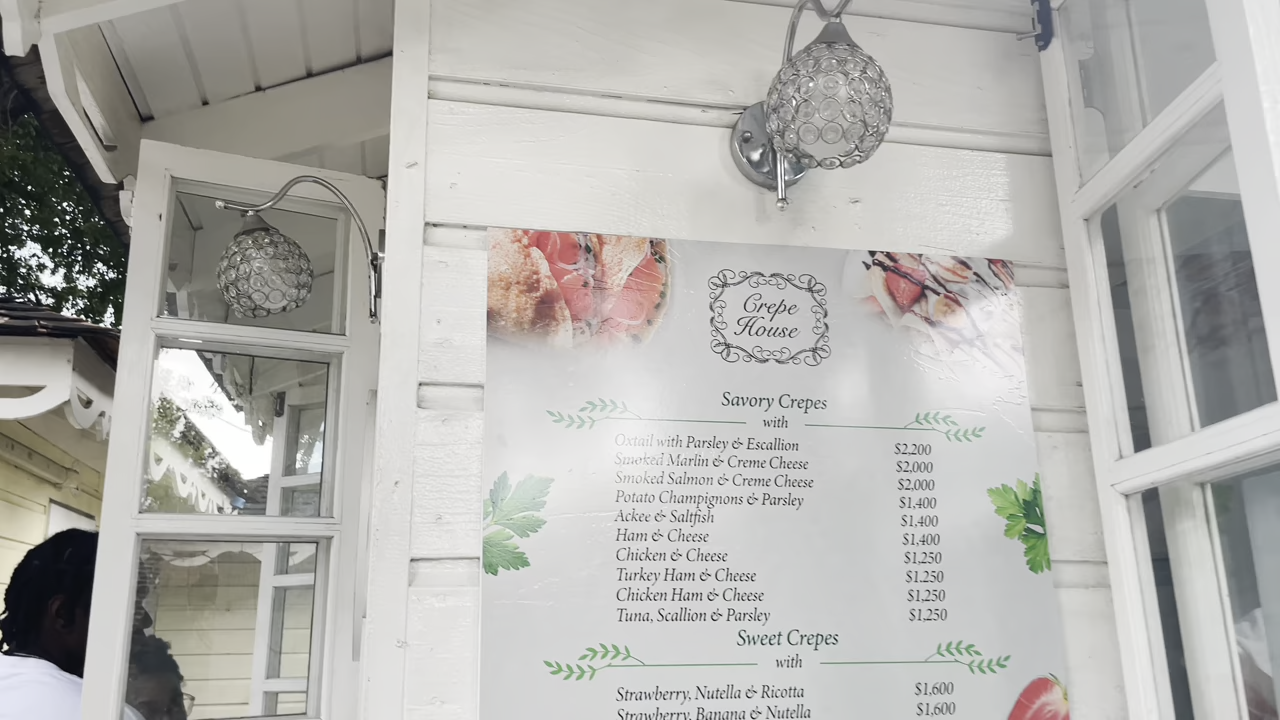 Crepe
House
Savory Crepes
with
Oxtail with Parsley & Escallion $2,200
Smoked Marlin & Creme Cheese $2,000
Smoked Salmon & Creme Cheese $2,000
Potato Champignons & Parsley $1,400
Ackee & Saltfish $1,400
Ham & Cheese $1,400
Chicken & Cheese $1,250
Turkey Ham & Cheese $1.250
Chicken Ham & Cheese $1,250
Tuna, Scallion & Parsley $1,250
Sweet Crepes
with
Strawberry, Nutella & Ricotta $1,600
Strawberry, Banana & Nutella $1,600